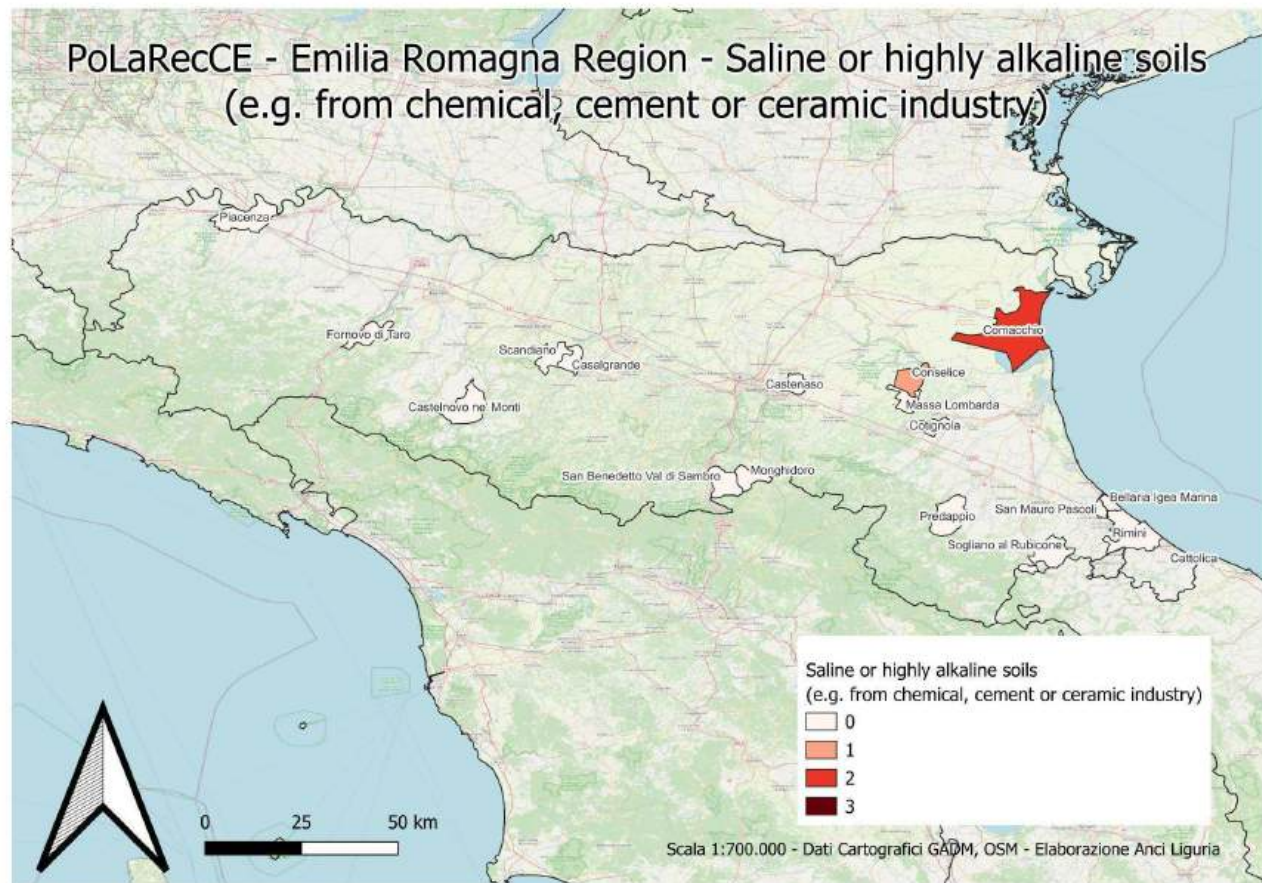 PoLaRecCE - Emilia Romagna Region - Saline or highly alkaline soils
(e.g. from chemical, cement or ceramic industry)
Piacenza
Comacchio
Fornovo di Taro
Scandiano
Casalgrande
Conselice
Castenaso
Castelnovo ne' Monti
Massa Lombarda
Cotignola
San Benedetto Val di Sambro
Monghidoro
Bellaria Igea Marina
San Mauro Pascoli
Predappio
Rimini
Sogliano al Rubicone
Cattolica
Saline or highly alkaline soils
(e.g. from chemical, cement or ceramic industry)
0
1
2
3
0 25 50 km
Scala 1:700.000 - Dati Cartografici GADM, OSM - Elaborazione Anci Liguria